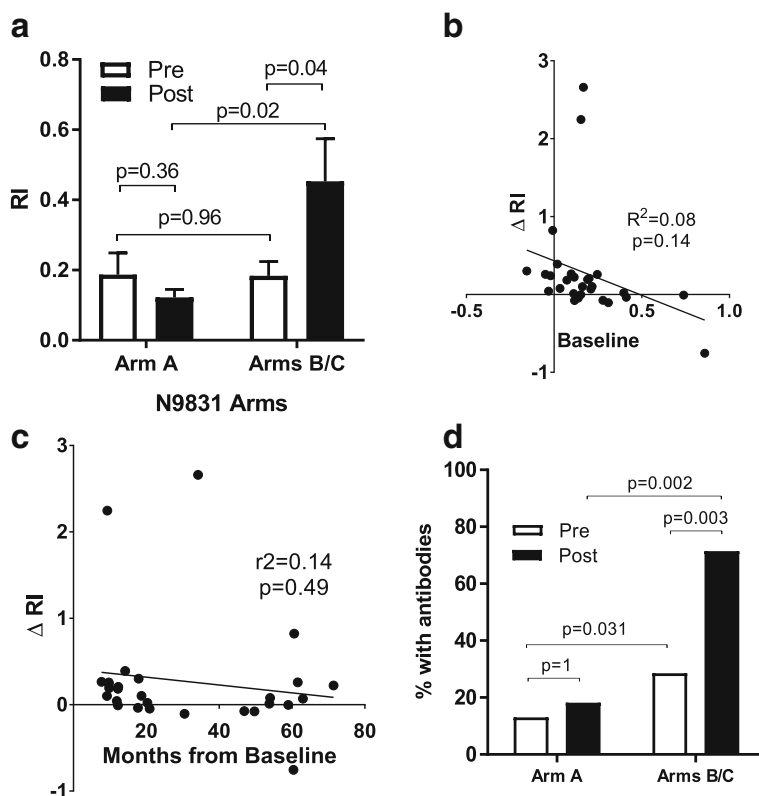 a
0.8
0.6
0.4
0.2
0.0
RI
Pre
Post
p=0.04
p=0.02
p=0.36
p=0.96
Arm A
Arms B/C
N9831 Arms
b
3
2
1
-1
-0.5
0.5
1.0
Δ RI
R²=0.08
p=0.14
Baseline
c
3
2
1
0
-1
20
40
60
80
Δ RI
r2=0.14
p=0.49
Months from Baseline
d
100
80
60
40
20
0
% with antibodies
Pre
Post
p=0.002
p=0.003
p=0.031
p=1
Arm A
Arms B/C